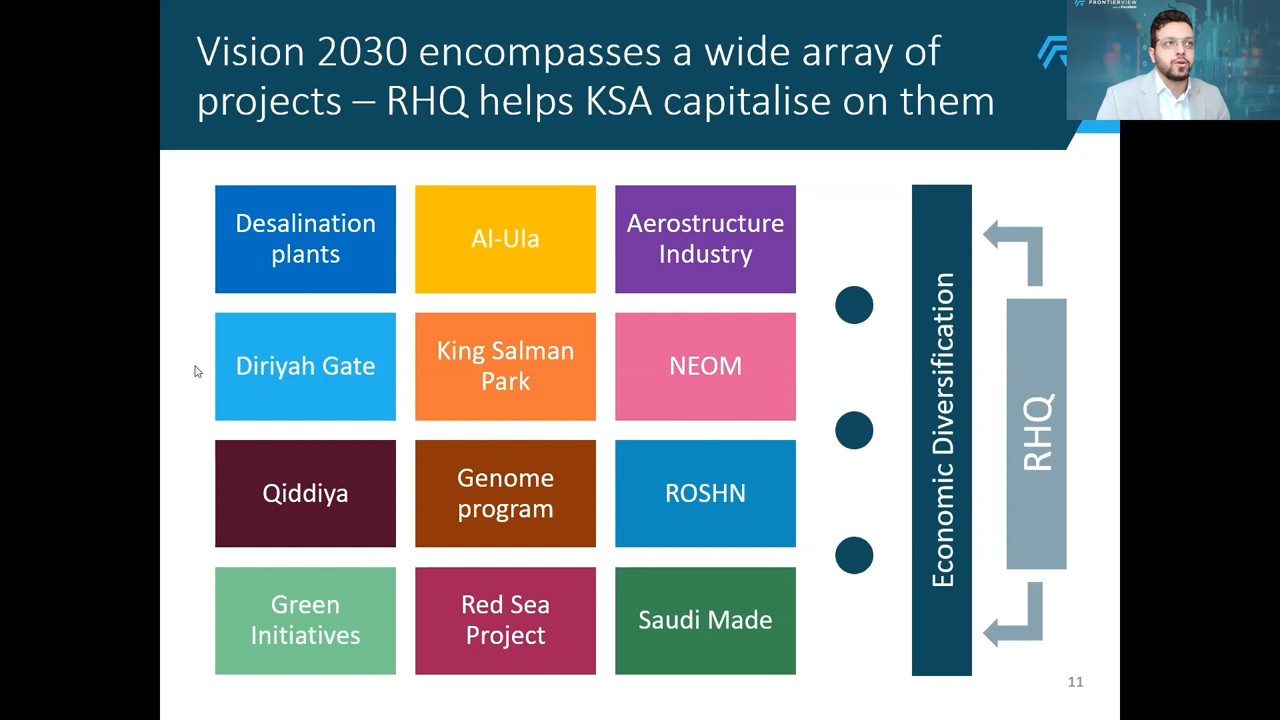 Vision 2030 encompasses a wide array of
projects – RHQ helps KSA capitalise on them
FRONTIERVIEW
Desalination
plants
Al-Ula
Aerostructure
Industry
Diriyah Gate
King Salman
Park
NEOM
Qiddiya
Genome
program
ROSHN
Green
Initiatives
Red Sea
Project
Saudi Made
Economic Diversification
RHQ
11